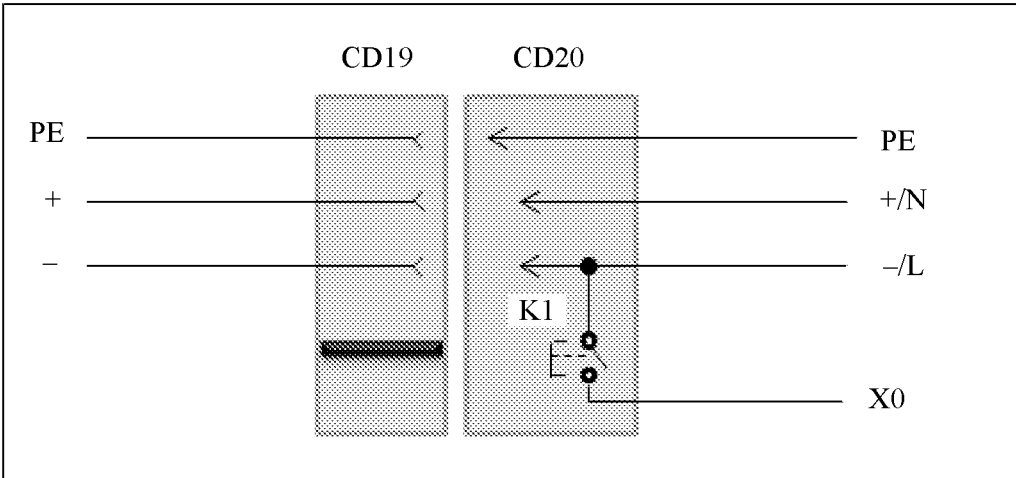 CD19 CD20
PE PE
+ +/N
− −/L
K1
X0